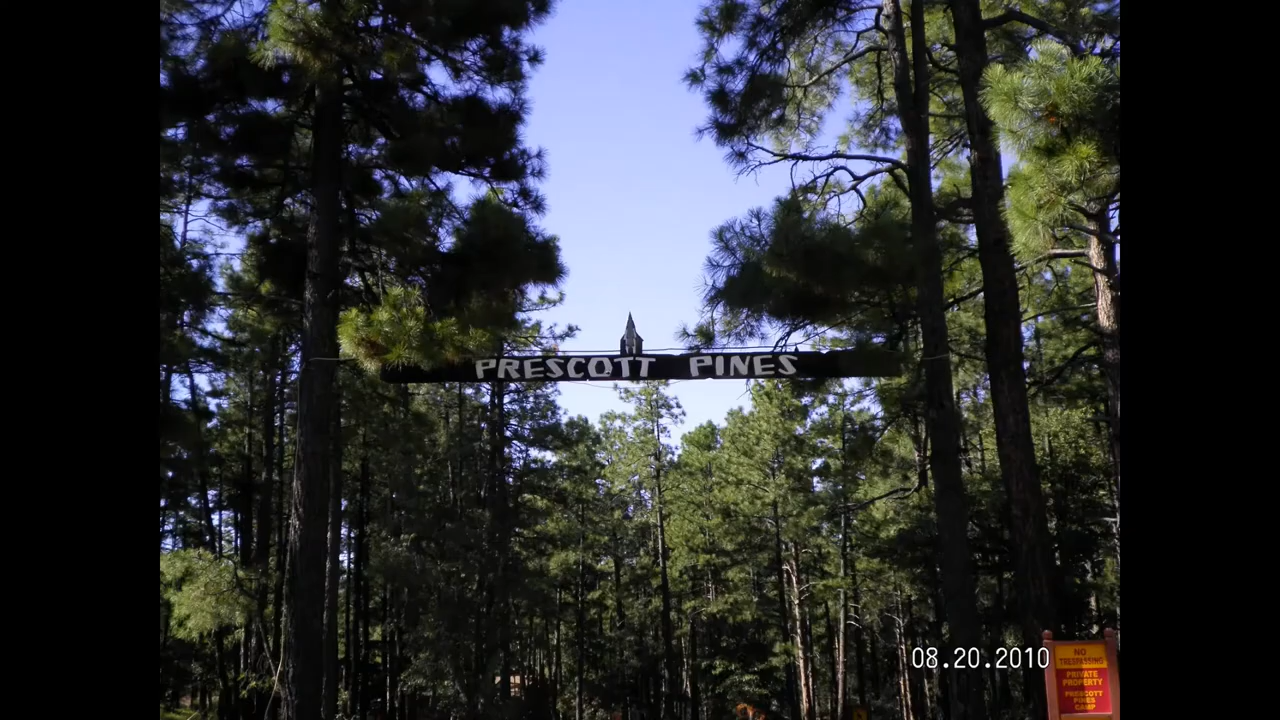 PRESCOTT PINES
08.20.2010
NO
TRESPASSING
PRIVATE
PROPERTY
PRESCOTT
PINES
CAMP